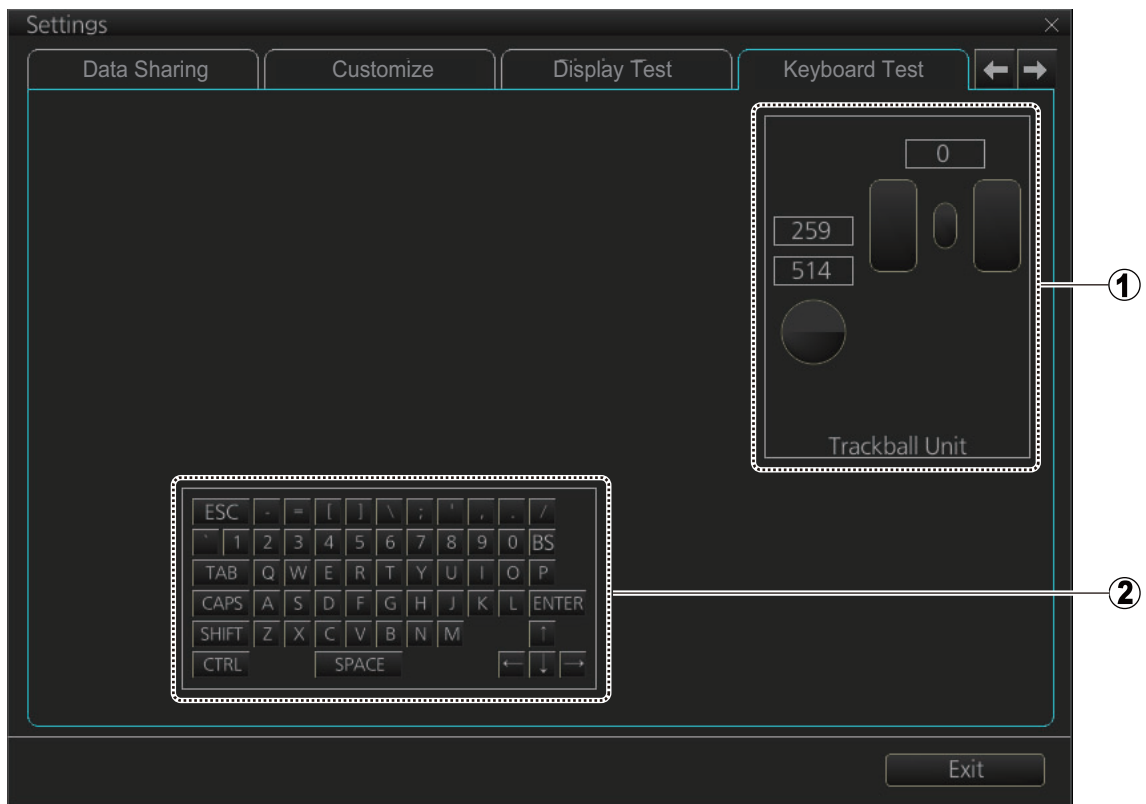 Settings ×
Data Sharing Customize Display Test Keyboard Test ← →
0
259
514
Trackball Unit
1
ESC - = [ ] \ ; ' , . /
` 1 2 3 4 5 6 7 8 9 0 BS
TAB Q W E R T Y U I O P
CAPS A S D F G H J K L ENTER
2
SHIFT Z X C V B N M ↑
CTRL SPACE ← ↓ →
Exit